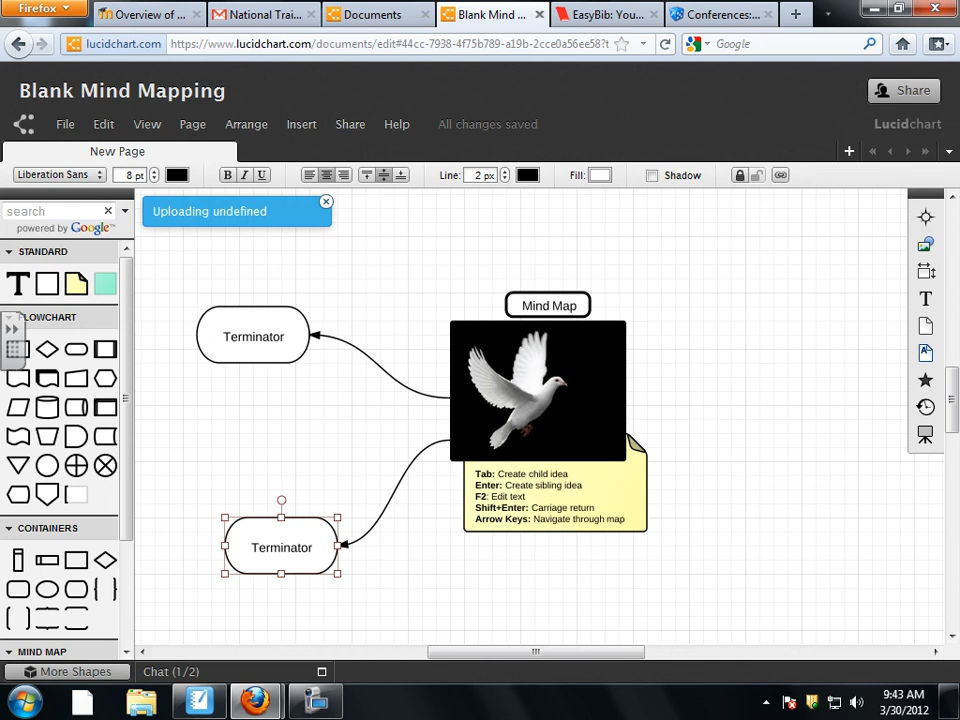 Firefox
Overview of ...
National Trai...
Documents
Blank Mind ...
EasyBib: You...
Conferences:...
lucidchart.com
https://www.lucidchart.com/documents/edit#44cc-7938-4f75b789-a19b-2cce0a56ee58?t
Google
Blank Mind Mapping
Share
File Edit View Page Arrange Insert Share Help All changes saved
Lucidchart
New Page
Liberation Sans 8 pt B I U Line: 2 px Fill: Shadow
search
powered by Google™
Uploading undefined
STANDARD
T
FLOWCHART
CONTAINERS
MIND MAP
More Shapes
Mind Map
Terminator
Tab: Create child idea
Enter: Create sibling idea
F2: Edit text
Shift+Enter: Carriage return
Arrow Keys: Navigate through map
Terminator
T
A
Chat (1/2)
9:43 AM
3/30/2012